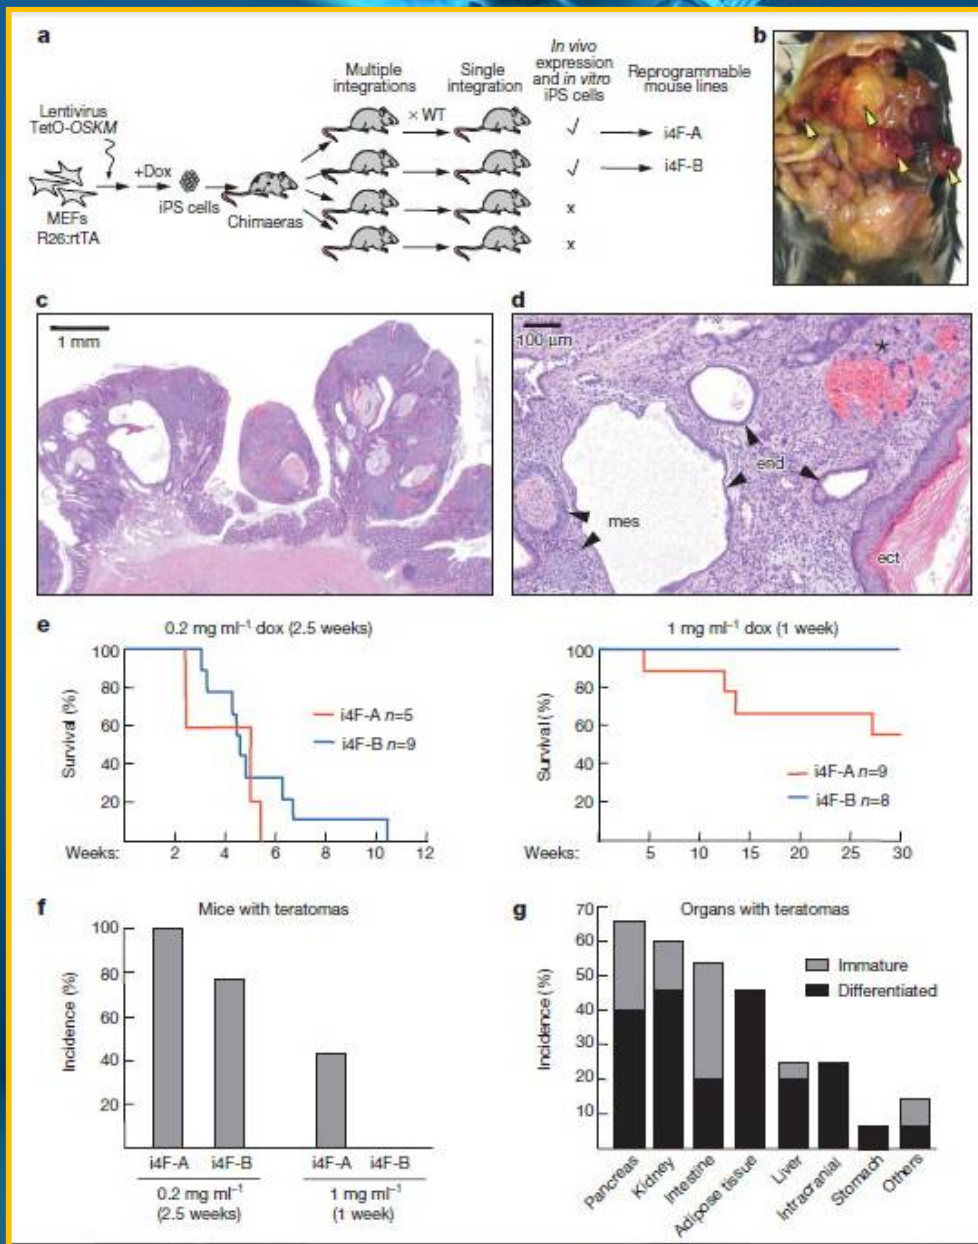 a
Lentivirus
TetO-OSKM
MEFs
R26:rtTA
+Dox
iPS cells
Chimaeras
Multiple
integrations
× WT
Single
integration
In vivo
expression
and in vitro
iPS cells
√
√
x
x
Reprogrammable
mouse lines
i4F-A
i4F-B
b
c
1 mm
d
100 μm
*
end
mes
ect
e
0.2 mg ml⁻¹ dox (2.5 weeks)
Survival (%)
100
80
60
40
20
i4F-A n=5
i4F-B n=9
Weeks: 2 4 6 8 10 12
1 mg ml⁻¹ dox (1 week)
Survival (%)
100
80
60
40
20
i4F-A n=9
i4F-B n=8
Weeks: 5 10 15 20 25 30
f
Mice with teratomas
Incidence (%)
100
80
60
40
20
i4F-A i4F-B i4F-A i4F-B
0.2 mg ml⁻¹
(2.5 weeks)
1 mg ml⁻¹
(1 week)
g
Organs with teratomas
Incidence (%)
70
60
50
40
30
20
10
Immature
Differentiated
Pancreas
Kidney
Intestine
Adipose tissue
Liver
Intracranial
Stomach
Others